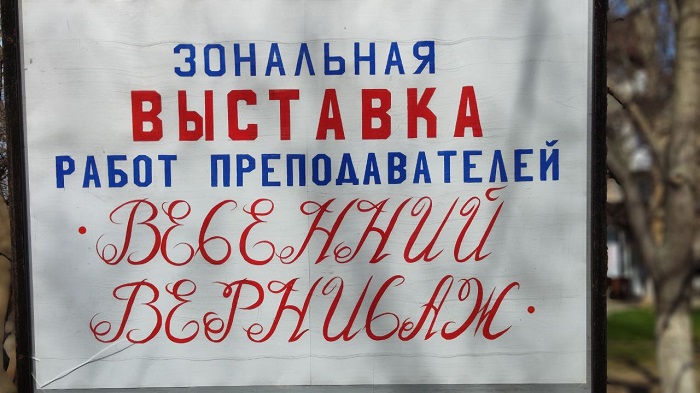 ЗОНАЛЬНАЯ
ВЫСТАВКА
РАБОТ ПРЕПОДАВАТЕЛЕЙ
·ВЕСЕННИЙ
ВЕРНИСАЖ·